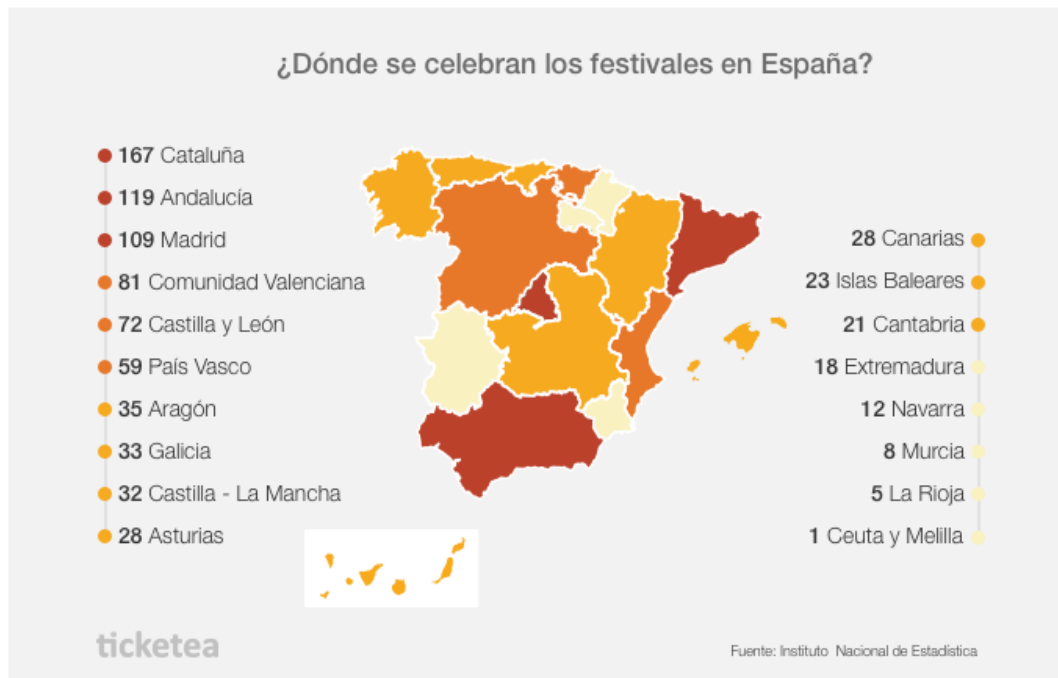 ¿Dónde se celebran los festivales en España?
167 Cataluña
119 Andalucía
109 Madrid
81 Comunidad Valenciana
72 Castilla y León
59 País Vasco
35 Aragón
33 Galicia
32 Castilla - La Mancha
28 Asturias
28 Canarias
23 Islas Baleares
21 Cantabria
18 Extremadura
12 Navarra
8 Murcia
5 La Rioja
1 Ceuta y Melilla
ticketea
Fuente: Instituto Nacional de Estadística